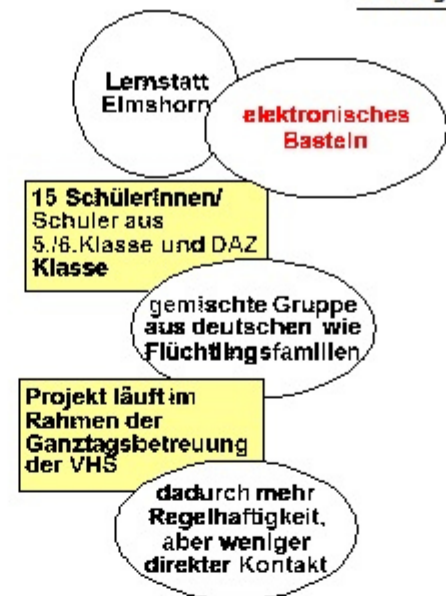 Lernstatt
Elmshorn
elektronisches
Basteln
15 Schülerinnen/
Schüler aus
5./6.Klasse und DAZ
Klasse
gemischte Gruppe
aus deutschen wie
Flüchtlingsfamilien
Projekt läuft im
Rahmen der
Ganztagsbetreuung
der VHS
dadurch mehr
Regelhaftigkeit,
aber weniger
direkter Kontakt